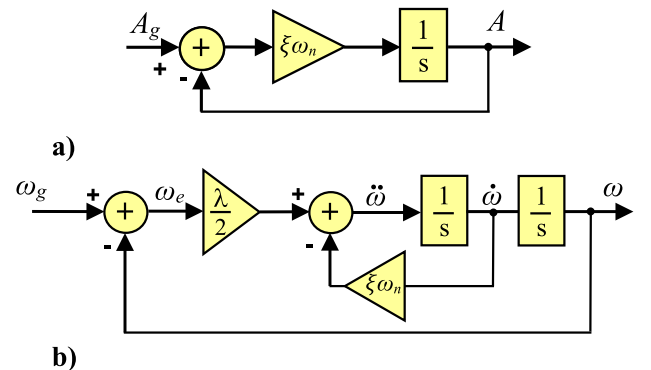 A_g + - + ξω_n 1/s A
a)
ω_g + - + ω_e λ/2 + - + ω̈ 1/s ω̇ 1/s ω
ξω_n
b)